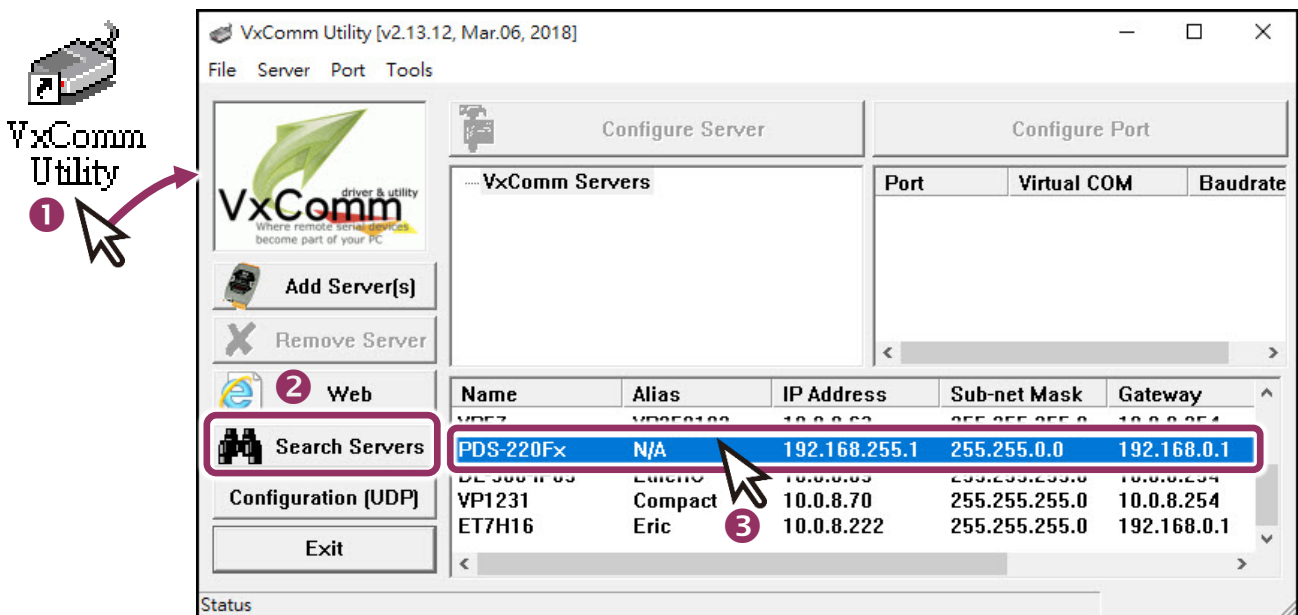 VxComm
Utility
1
VxComm Utility [v2.13.12, Mar.06, 2018]
File Server Port Tools
VxComm
driver & utility
Where remote serial devices
become part of your PC
Configure Server
Configure Port
VxComm Servers
Port Virtual COM Baudrate
Add Server(s)
Remove Server
2
Web
Search Servers
Configuration (UDP)
Exit
Name Alias IP Address Sub-net Mask Gateway
PDS-220Fx N/A 192.168.255.1 255.255.0.0 192.168.0.1
VP1231 Compact 10.0.8.70 255.255.255.0 10.0.8.254
ET7H16 Eric 10.0.8.222 255.255.255.0 192.168.0.1
3
Status